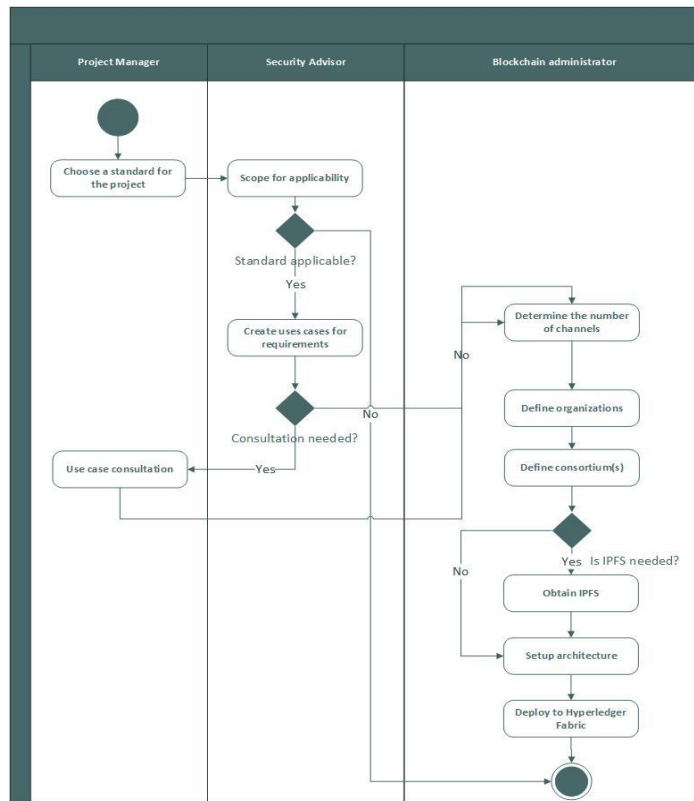 Project Manager
Security Advisor
Blockchain administrator
Choose a standard for
the project
Scope for applicability
Standard applicable?
Yes
Create uses cases for
requirements
Determine the number
of channels
No
No
Consultation needed?
Yes
Use case consultation
Define organizations
Define consortium(s)
Yes
Is IPFS needed?
No
Obtain IPFS
Setup architecture
Deploy to Hyperledger
Fabric